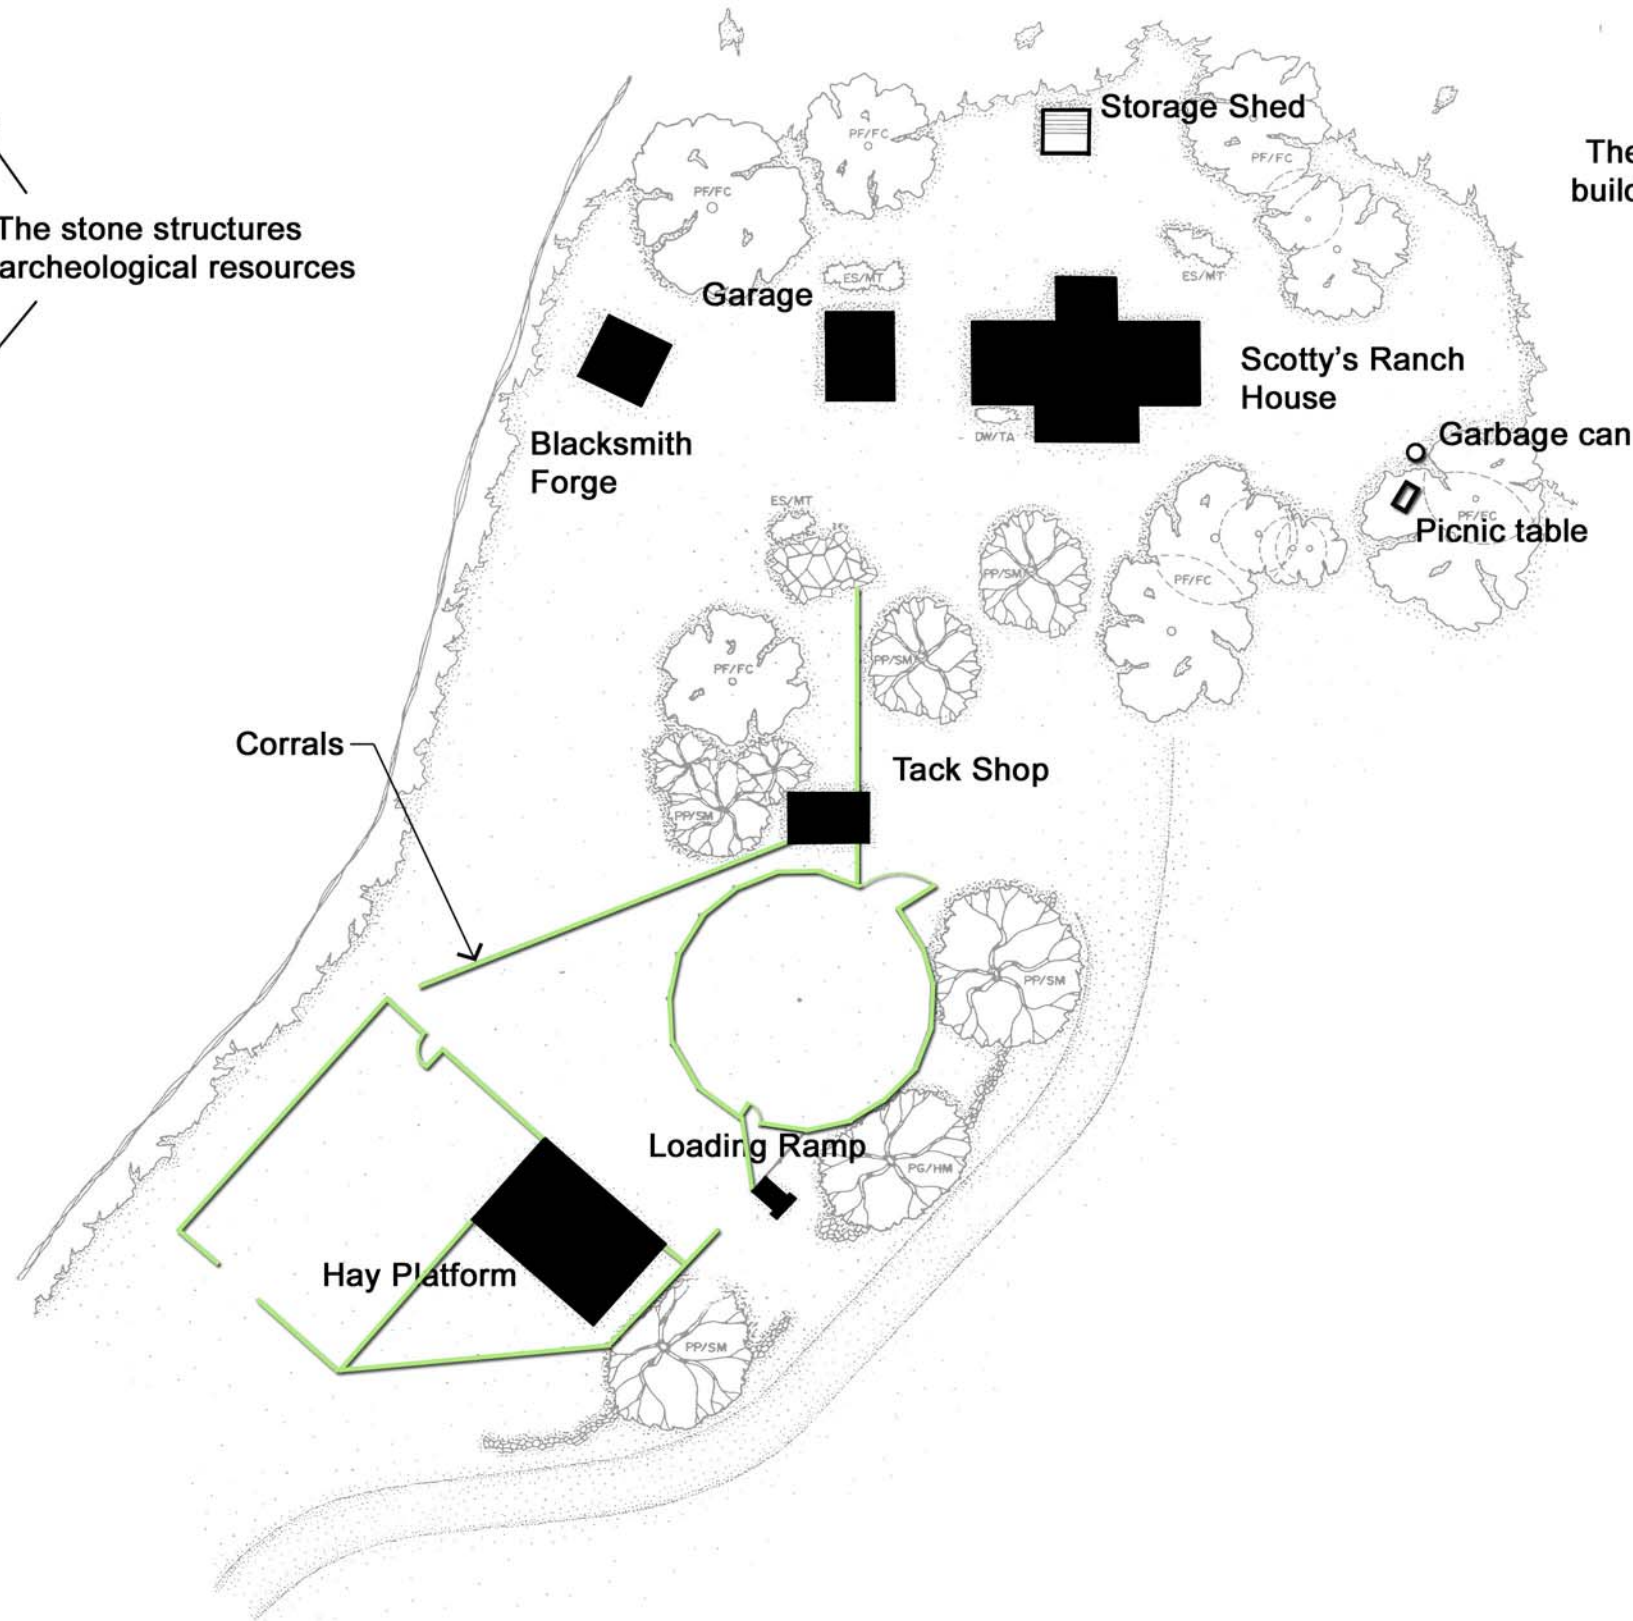 Storage Shed
PF/FC
PF/FC
PF/FC
The
build
The stone structures
archeological resources
ES/MT
ES/MT
Garage
Scotty's Ranch
House
Garbage can
DW/TA
Blacksmith
Forge
ES/MT
PF/FC
Picnic table
PP/SM
PF/FC
PP/SM
PF/FC
Corrals
Tack Shop
PP/SM
PP/SM
Loading Ramp
PG/HM
Hay Platform
PP/SM